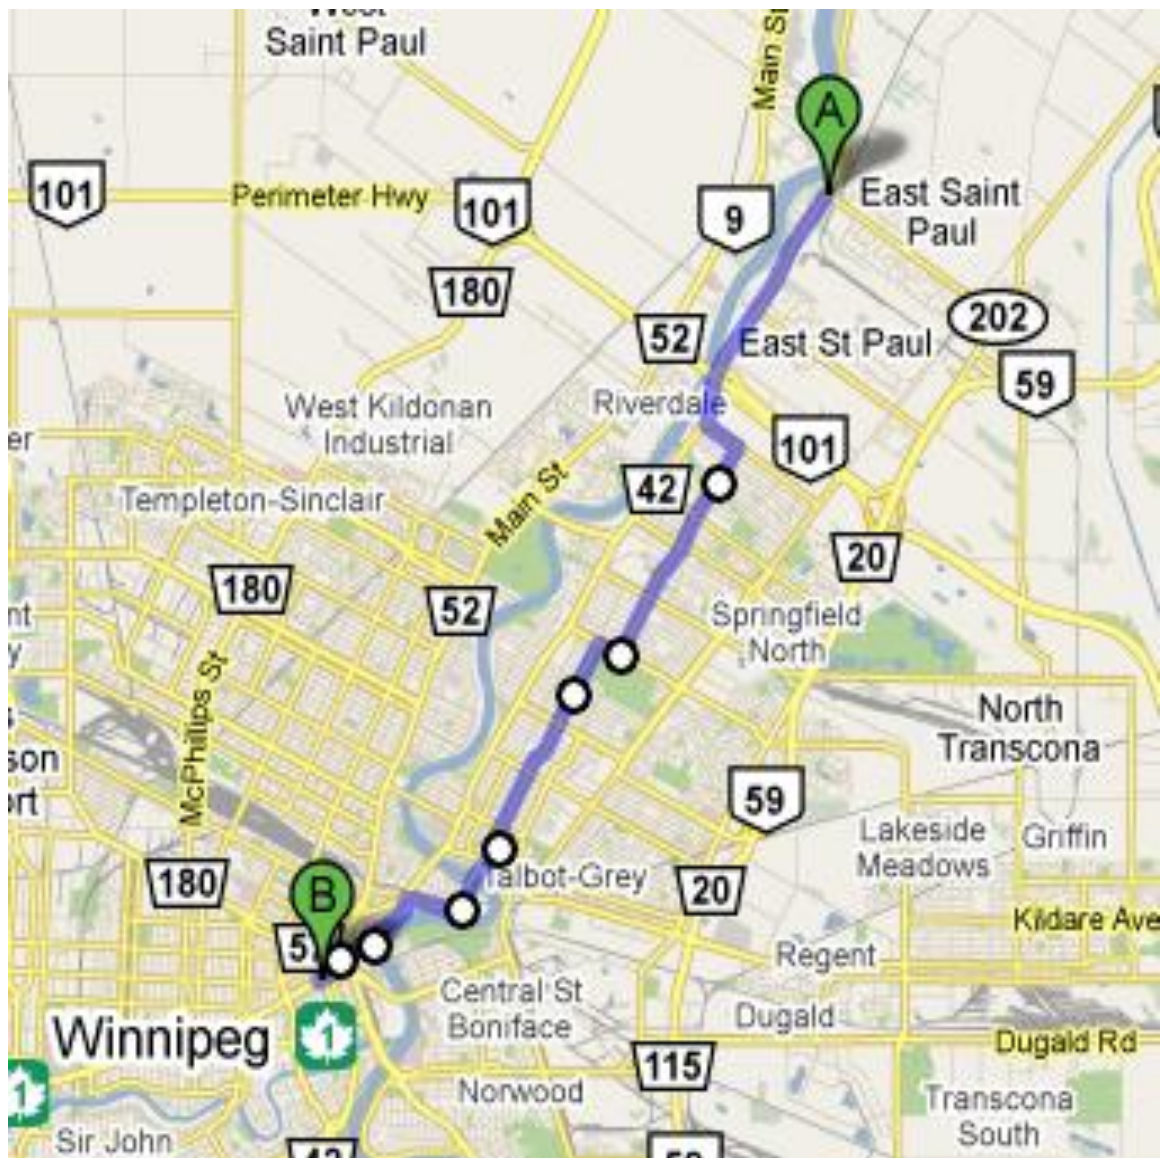 Saint Paul
Main St
A
101
Perimeter Hwy
101
9
East Saint
Paul
180
202
52
East St Paul
59
West Kildonan
Industrial
Riverdale
101
Templeton-Sinclair
Main St
42
20
180
52
Springfield
North
McPhillips St
North
Transcona
59
Lakeside
Meadows
Griffin
180
B
Talbot-Grey
20
Kildare Ave
Regent
Central St
Boniface
Dugald
Winnipeg
1
Dugald Rd
115
1
Norwood
Transcona
South
Sir John